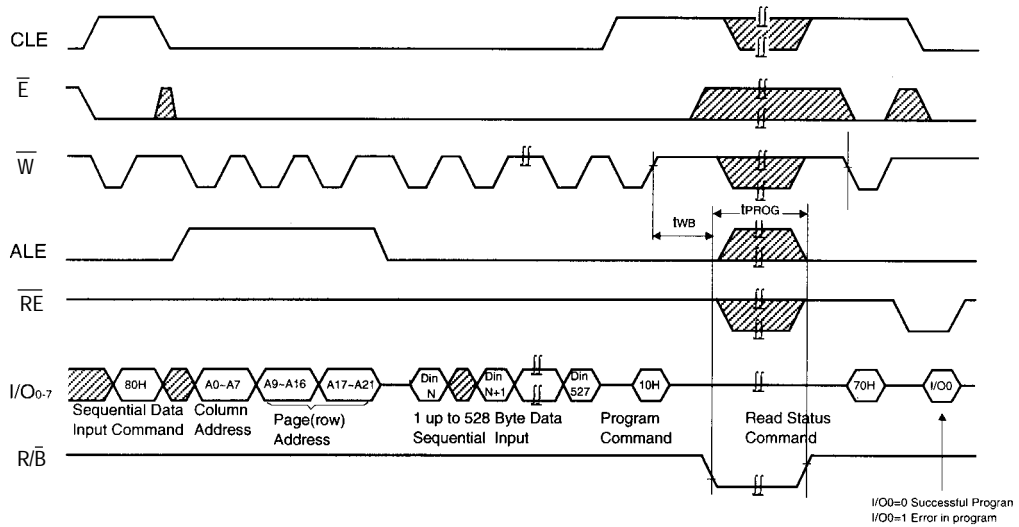 CLE
E
W
tPROG
tWB
ALE
RE
I/O0-7 80H A0~A7 A9~A16 A17~A21 Din N Din N+1 Din 527 10H 70H I/O0
Sequential Data Input Command
Column Address
Page(row) Address
1 up to 528 Byte Data Sequential Input
Program Command
Read Status Command
R/B
I/O0=0 Successful Program
I/O0=1 Error in program